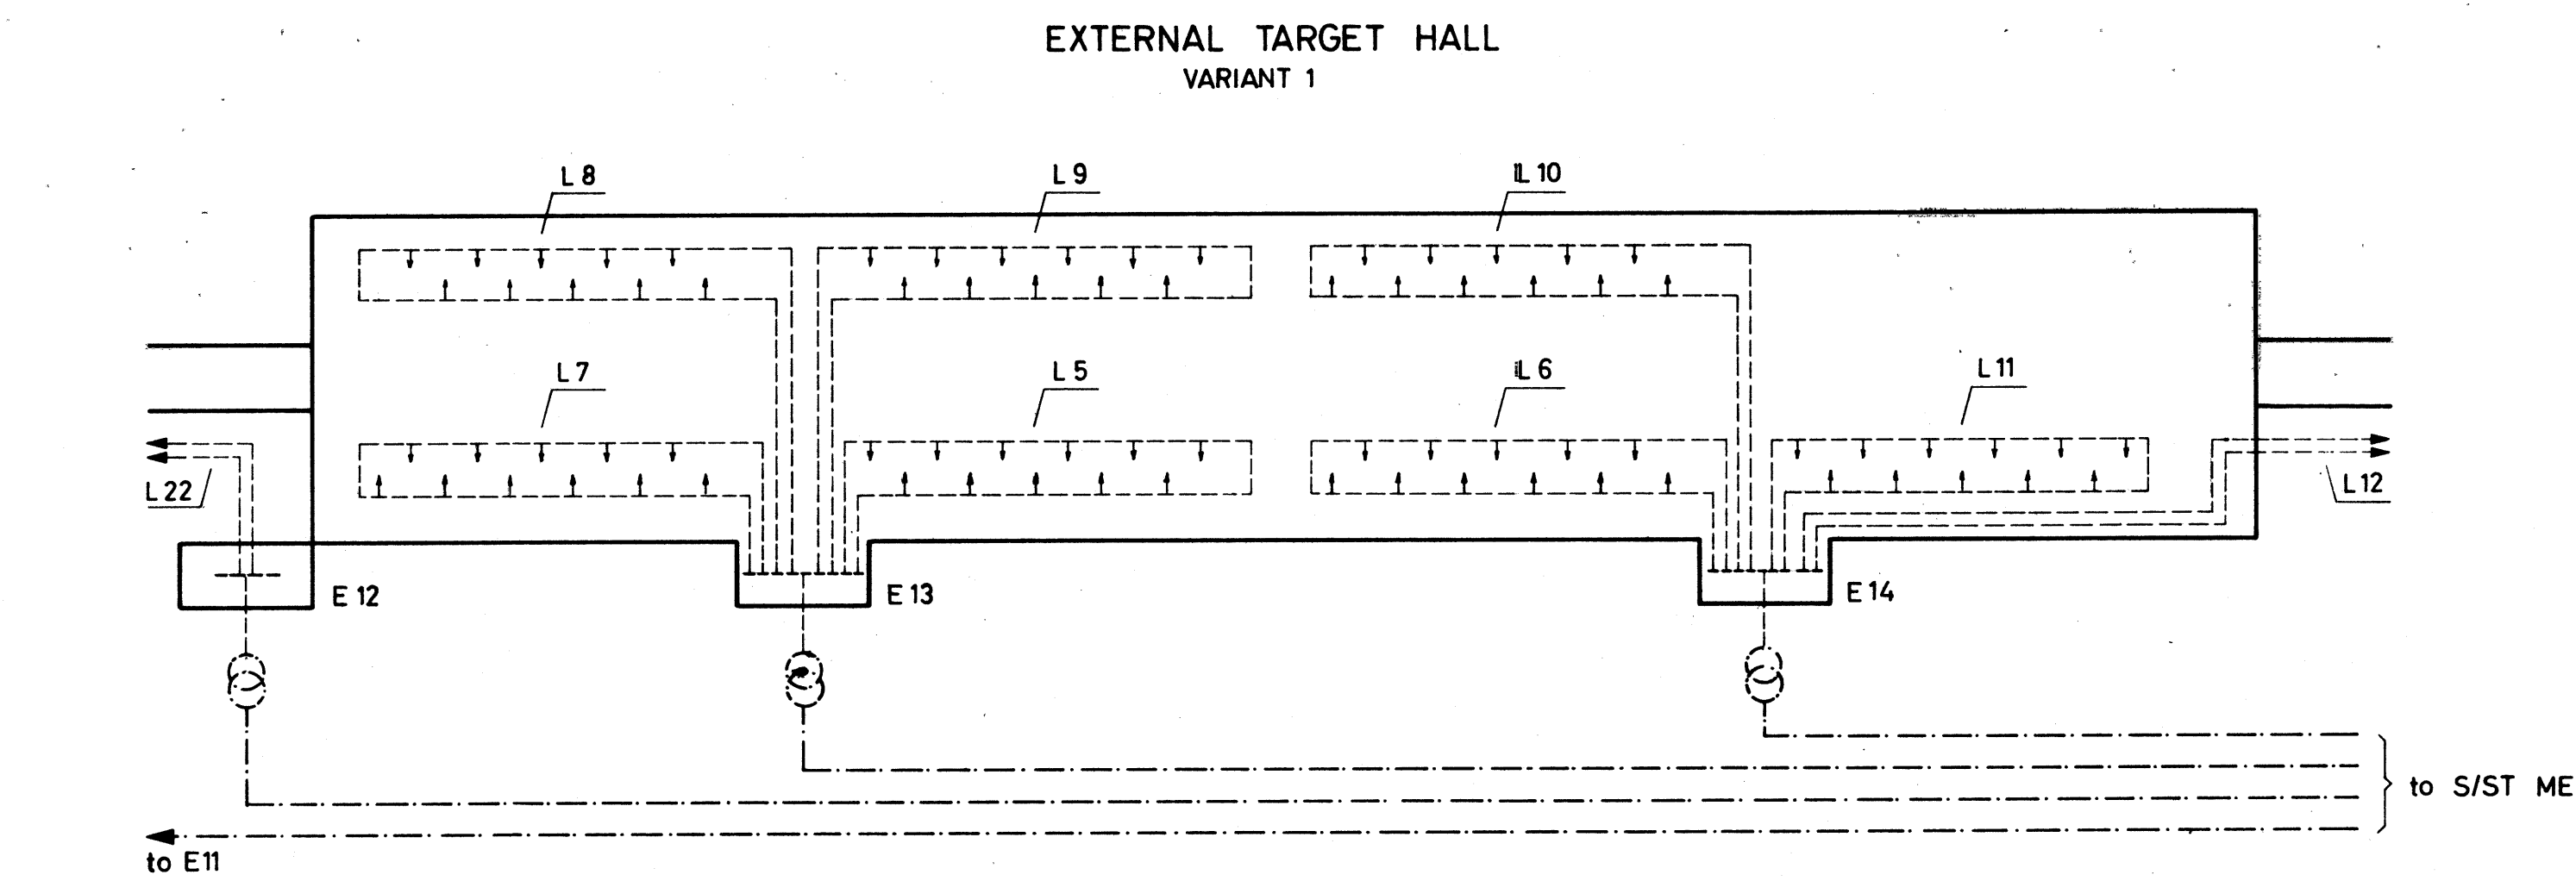 EXTERNAL TARGET HALL
VARIANT 1
L 8
L 9
L 10
L 7
L 5
L 6
L 11
L 22
L 12
E 12
E 13
E 14
to S/ST ME
to E11